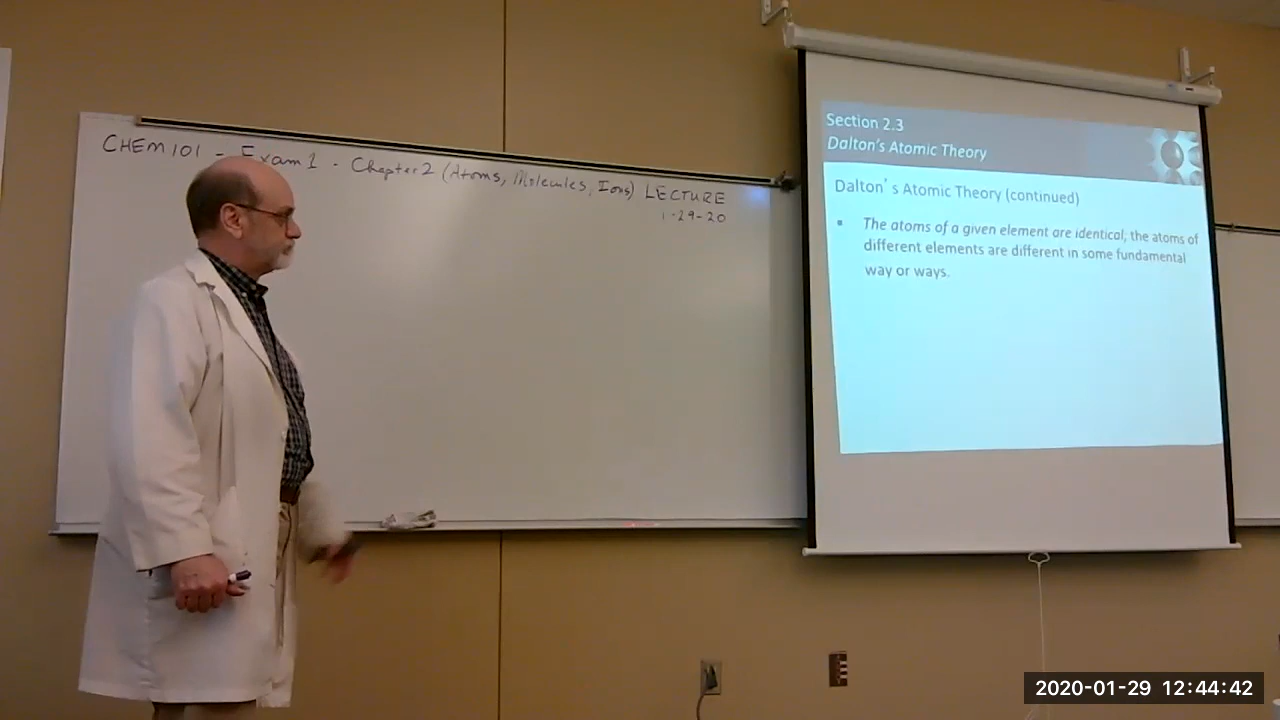 CHEM 101 - Exam 1 - Chapter 2 (Atoms, Molecules, Ions) LECTURE
1-29-20
Section 2.3
Dalton's Atomic Theory
Dalton's Atomic Theory (continued)
• The atoms of a given element are identical; the atoms of
different elements are different in some fundamental
way or ways.
2020-01-29 12:44:42